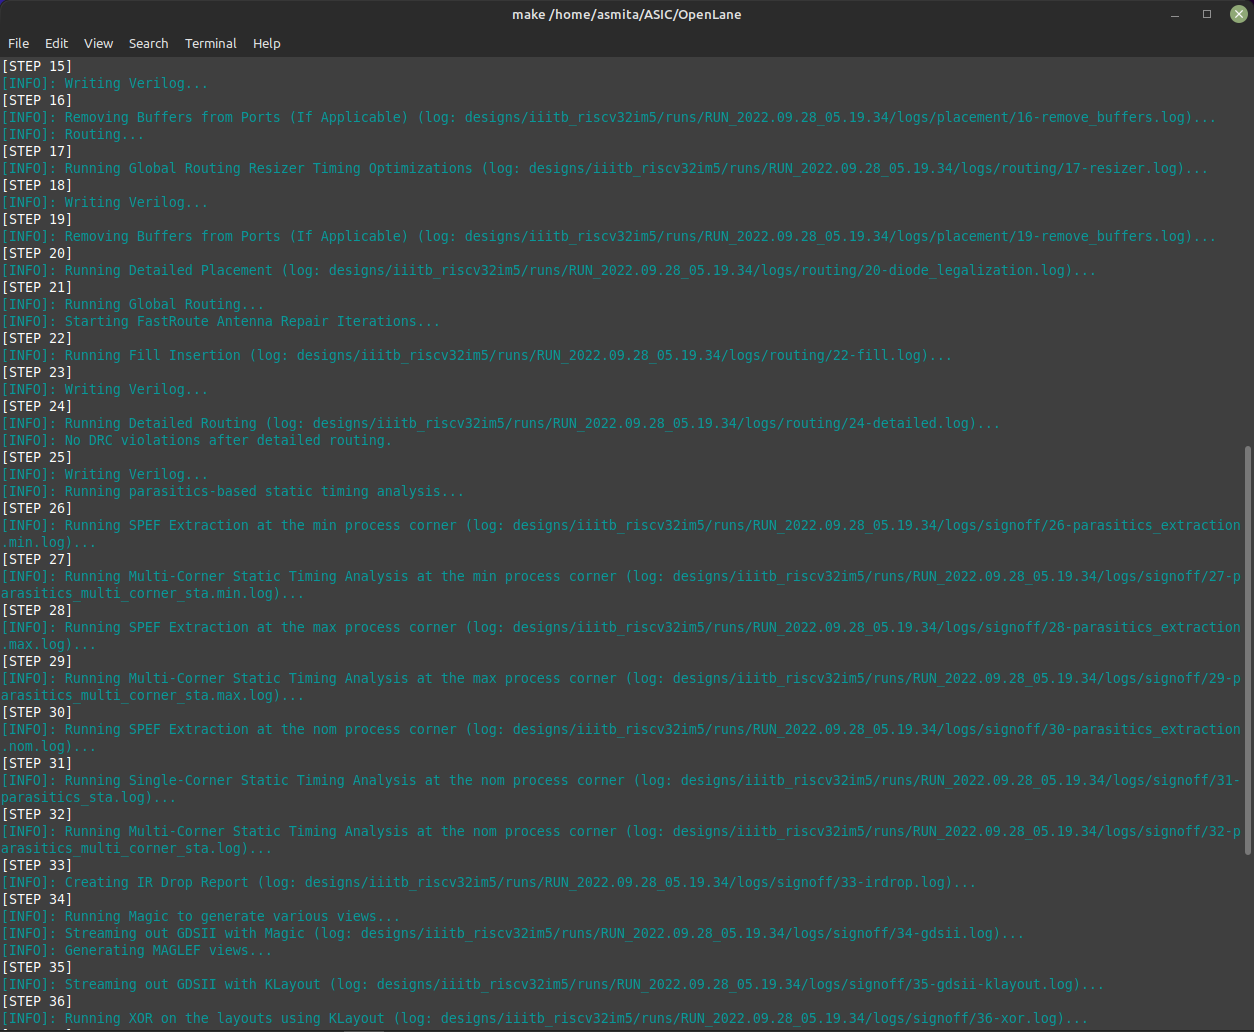 make /home/asmita/ASIC/OpenLane
File Edit View Search Terminal Help
[STEP 15]
[INFO]: Writing Verilog...
[STEP 16]
[INFO]: Removing Buffers from Ports (If Applicable) (log: designs/iiitb_riscv32im5/runs/RUN_2022.09.28_05.19.34/logs/placement/16-remove_buffers.log)...
[INFO]: Routing...
[STEP 17]
[INFO]: Running Global Routing Resizer Timing Optimizations (log: designs/iiitb_riscv32im5/runs/RUN_2022.09.28_05.19.34/logs/routing/17-resizer.log)...
[STEP 18]
[INFO]: Writing Verilog...
[STEP 19]
[INFO]: Removing Buffers from Ports (If Applicable) (log: designs/iiitb_riscv32im5/runs/RUN_2022.09.28_05.19.34/logs/placement/19-remove_buffers.log)...
[STEP 20]
[INFO]: Running Detailed Placement (log: designs/iiitb_riscv32im5/runs/RUN_2022.09.28_05.19.34/logs/routing/20-diode_legalization.log)...
[STEP 21]
[INFO]: Running Global Routing...
[INFO]: Starting FastRoute Antenna Repair Iterations...
[STEP 22]
[INFO]: Running Fill Insertion (log: designs/iiitb_riscv32im5/runs/RUN_2022.09.28_05.19.34/logs/routing/22-fill.log)...
[STEP 23]
[INFO]: Writing Verilog...
[STEP 24]
[INFO]: Running Detailed Routing (log: designs/iiitb_riscv32im5/runs/RUN_2022.09.28_05.19.34/logs/routing/24-detailed.log)...
[INFO]: No DRC violations after detailed routing.
[STEP 25]
[INFO]: Writing Verilog...
[INFO]: Running parasitics-based static timing analysis...
[STEP 26]
[INFO]: Running SPEF Extraction at the min process corner (log: designs/iiitb_riscv32im5/runs/RUN_2022.09.28_05.19.34/logs/signoff/26-parasitics_extraction
.min.log)...
[STEP 27]
[INFO]: Running Multi-Corner Static Timing Analysis at the min process corner (log: designs/iiitb_riscv32im5/runs/RUN_2022.09.28_05.19.34/logs/signoff/27-p
arasitics_multi_corner_sta.min.log)...
[STEP 28]
[INFO]: Running SPEF Extraction at the max process corner (log: designs/iiitb_riscv32im5/runs/RUN_2022.09.28_05.19.34/logs/signoff/28-parasitics_extraction
.max.log)...
[STEP 29]
[INFO]: Running Multi-Corner Static Timing Analysis at the max process corner (log: designs/iiitb_riscv32im5/runs/RUN_2022.09.28_05.19.34/logs/signoff/29-p
arasitics_multi_corner_sta.max.log)...
[STEP 30]
[INFO]: Running SPEF Extraction at the nom process corner (log: designs/iiitb_riscv32im5/runs/RUN_2022.09.28_05.19.34/logs/signoff/30-parasitics_extraction
.nom.log)...
[STEP 31]
[INFO]: Running Single-Corner Static Timing Analysis at the nom process corner (log: designs/iiitb_riscv32im5/runs/RUN_2022.09.28_05.19.34/logs/signoff/31-
parasitics_sta.log)...
[STEP 32]
[INFO]: Running Multi-Corner Static Timing Analysis at the nom process corner (log: designs/iiitb_riscv32im5/runs/RUN_2022.09.28_05.19.34/logs/signoff/32-p
arasitics_multi_corner_sta.log)...
[STEP 33]
[INFO]: Creating IR Drop Report (log: designs/iiitb_riscv32im5/runs/RUN_2022.09.28_05.19.34/logs/signoff/33-irdrop.log)...
[STEP 34]
[INFO]: Running Magic to generate various views...
[INFO]: Streaming out GDSII with Magic (log: designs/iiitb_riscv32im5/runs/RUN_2022.09.28_05.19.34/logs/signoff/34-gdsii.log)...
[INFO]: Generating MAGLEF views...
[STEP 35]
[INFO]: Streaming out GDSII with KLayout (log: designs/iiitb_riscv32im5/runs/RUN_2022.09.28_05.19.34/logs/signoff/35-gdsii-klayout.log)...
[STEP 36]
[INFO]: Running XOR on the layouts using KLayout (log: designs/iiitb_riscv32im5/runs/RUN_2022.09.28_05.19.34/logs/signoff/36-xor.log)...